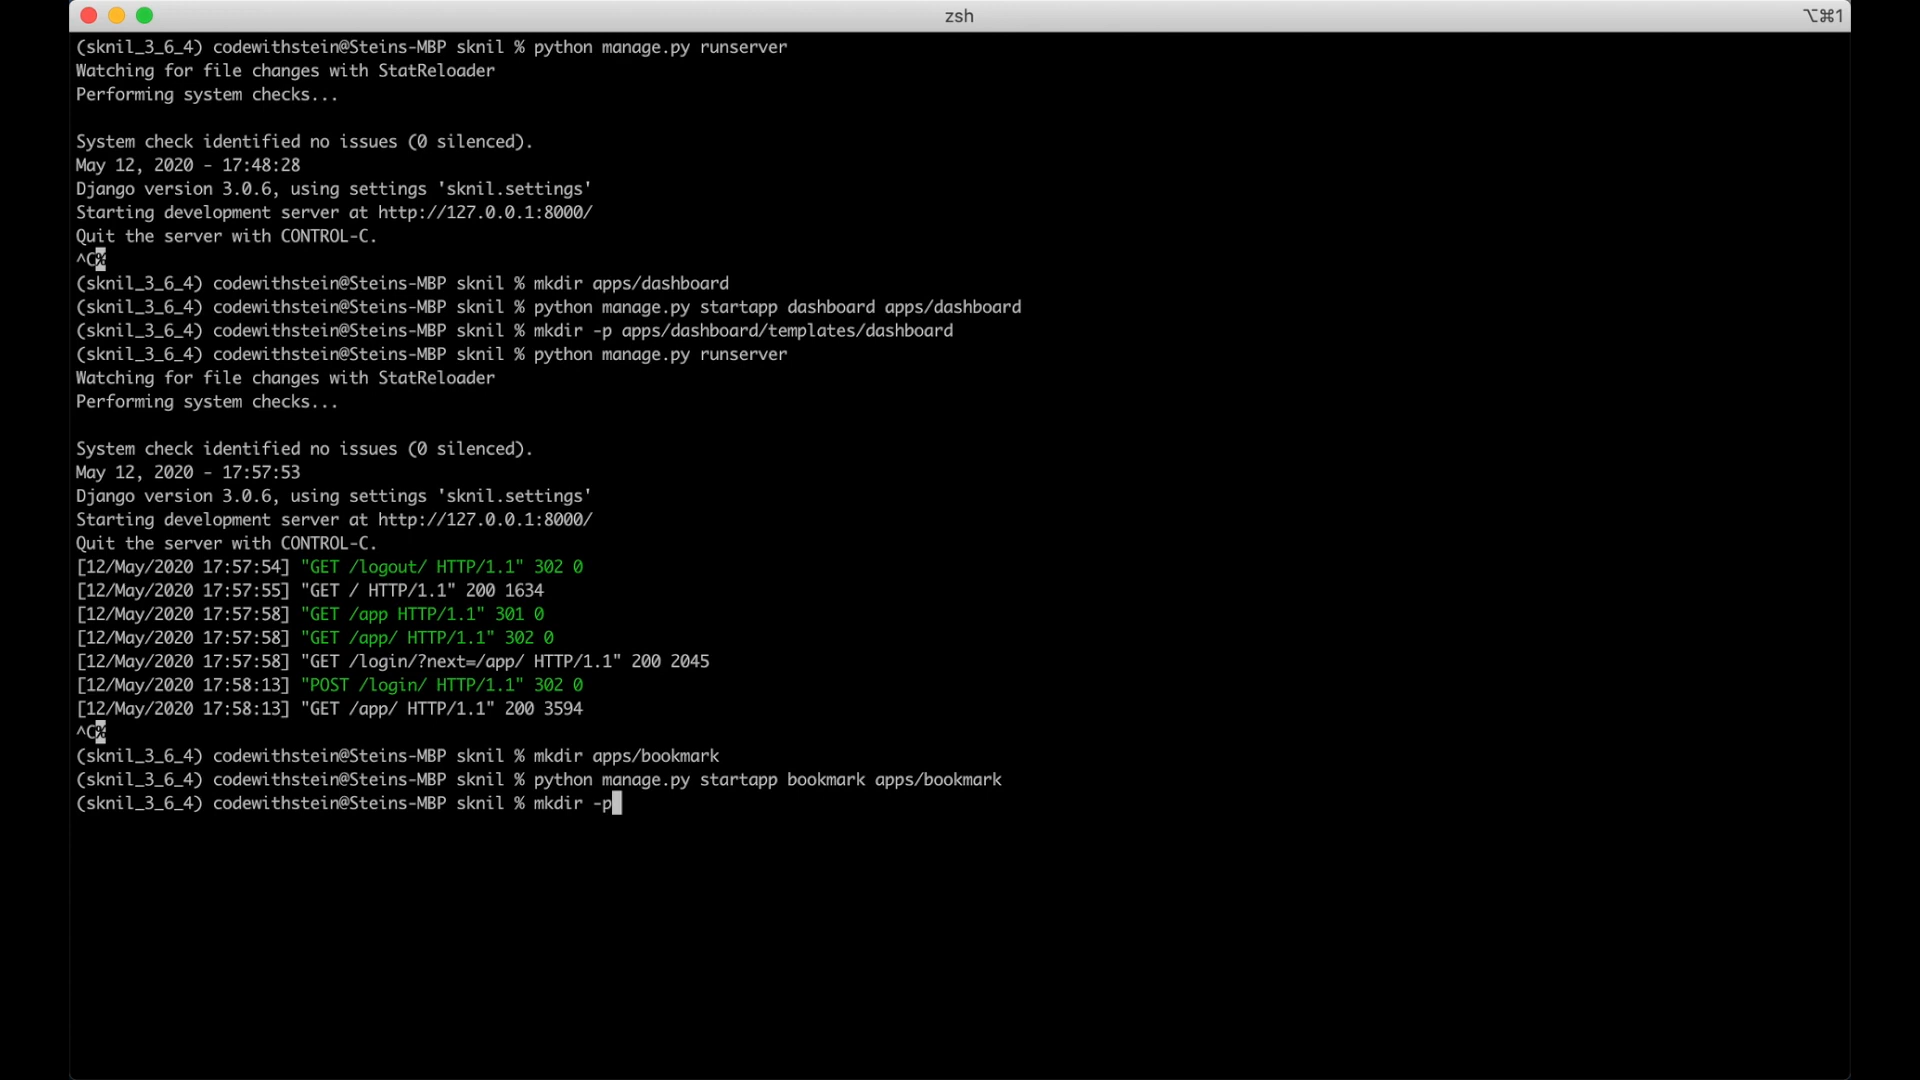 zsh
⌥⌘1
(sknil_3_6_4) codewithstein@Steins-MBP sknil % python manage.py runserver
Watching for file changes with StatReloader
Performing system checks...
System check identified no issues (0 silenced).
May 12, 2020 - 17:48:28
Django version 3.0.6, using settings 'sknil.settings'
Starting development server at http://127.0.0.1:8000/
Quit the server with CONTROL-C.
^C%
(sknil_3_6_4) codewithstein@Steins-MBP sknil % mkdir apps/dashboard
(sknil_3_6_4) codewithstein@Steins-MBP sknil % python manage.py startapp dashboard apps/dashboard
(sknil_3_6_4) codewithstein@Steins-MBP sknil % mkdir -p apps/dashboard/templates/dashboard
(sknil_3_6_4) codewithstein@Steins-MBP sknil % python manage.py runserver
Watching for file changes with StatReloader
Performing system checks...
System check identified no issues (0 silenced).
May 12, 2020 - 17:57:53
Django version 3.0.6, using settings 'sknil.settings'
Starting development server at http://127.0.0.1:8000/
Quit the server with CONTROL-C.
[12/May/2020 17:57:54] "GET /logout/ HTTP/1.1" 302 0
[12/May/2020 17:57:55] "GET / HTTP/1.1" 200 1634
[12/May/2020 17:57:58] "GET /app HTTP/1.1" 301 0
[12/May/2020 17:57:58] "GET /app/ HTTP/1.1" 302 0
[12/May/2020 17:57:58] "GET /login/?next=/app/ HTTP/1.1" 200 2045
[12/May/2020 17:58:13] "POST /login/ HTTP/1.1" 302 0
[12/May/2020 17:58:13] "GET /app/ HTTP/1.1" 200 3594
^C%
(sknil_3_6_4) codewithstein@Steins-MBP sknil % mkdir apps/bookmark
(sknil_3_6_4) codewithstein@Steins-MBP sknil % python manage.py startapp bookmark apps/bookmark
(sknil_3_6_4) codewithstein@Steins-MBP sknil % mkdir -p